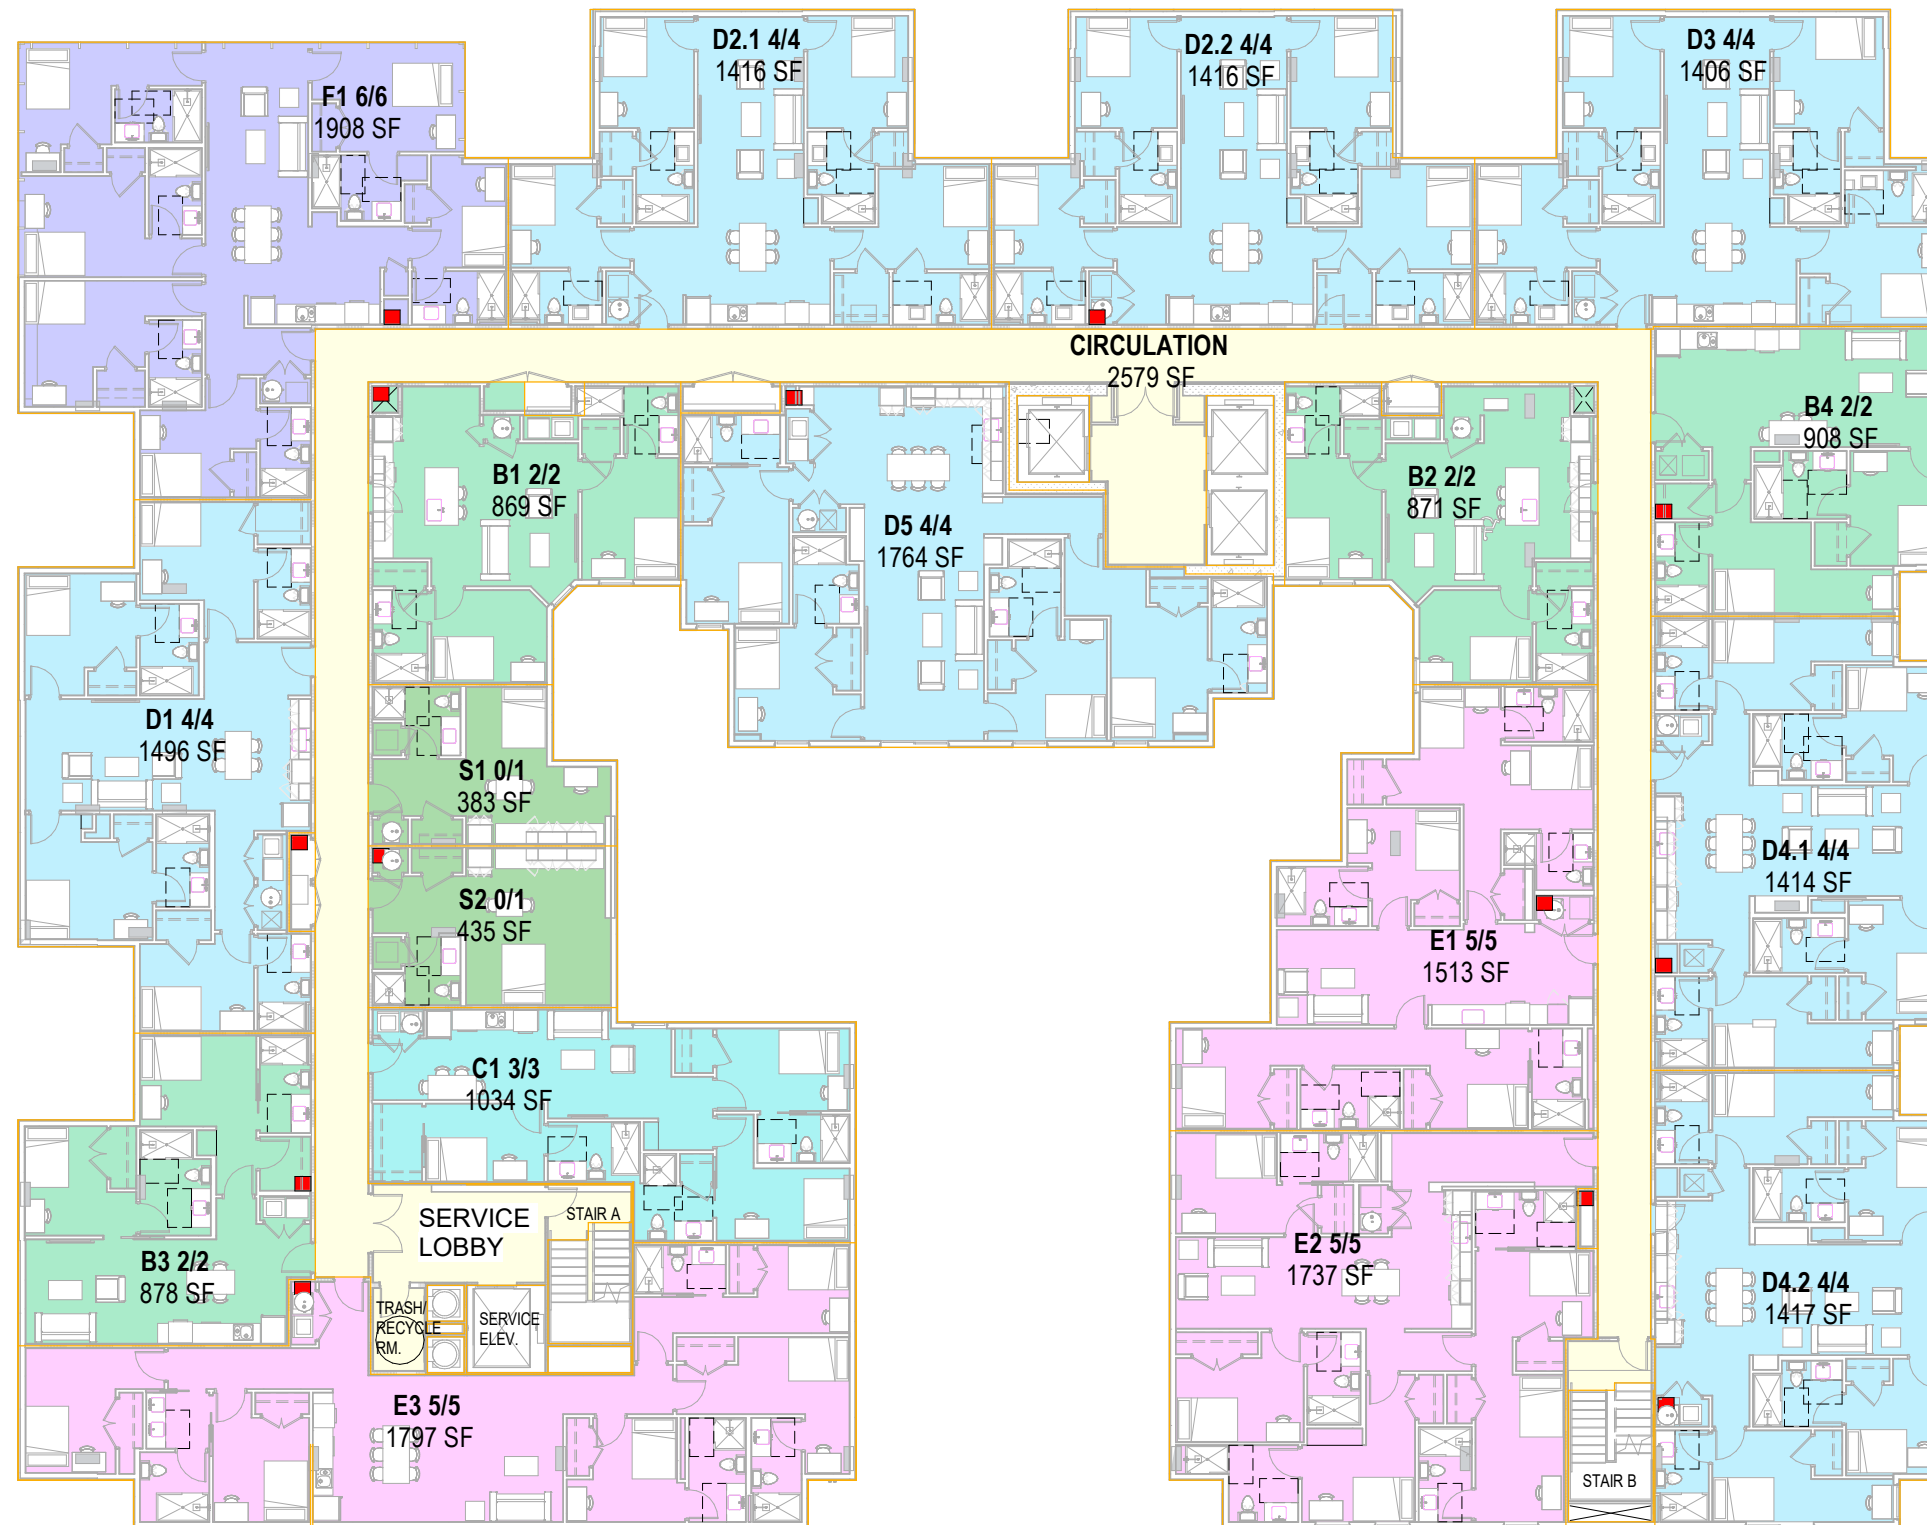 D2.1 4/4
1416 SF
D2.2 4/4
1416 SF
D3 4/4
1406 SF
F1 6/6
1908 SF
CIRCULATION
2579 SF
B4 2/2
908 SF
B1 2/2
869 SF
B2 2/2
871 SF
D5 4/4
1764 SF
D1 4/4
1496 SF
S1 0/1
383 SF
D4.1 4/4
1414 SF
S2 0/1
435 SF
E1 5/5
1513 SF
C1 3/3
1034 SF
SERVICE
LOBBY
STAIR A
B3 2/2
878 SF
E2 5/5
1737 SF
D4.2 4/4
1417 SF
TRASH/
RECYCLE
RM.
SERVICE
ELEV.
E3 5/5
1797 SF
STAIR B